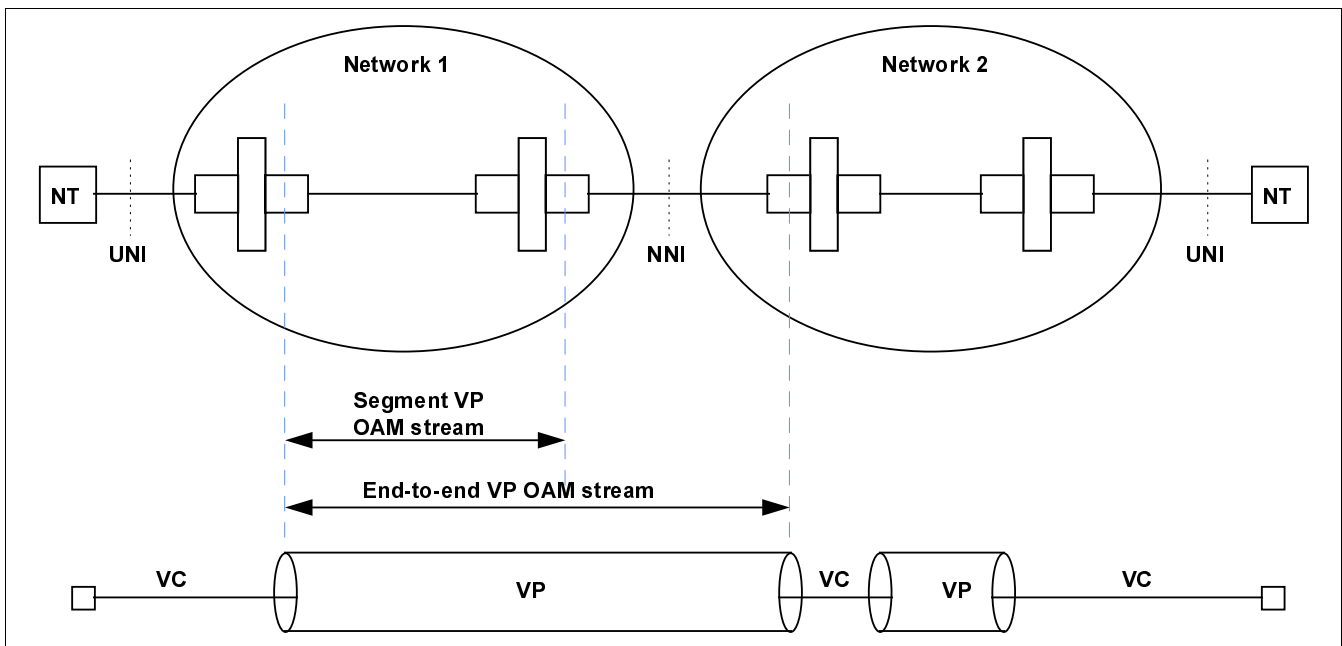 Network 1
Network 2
NT
NT
UNI
NNI
UNI
Segment VP
OAM stream
End-to-end VP OAM stream
VC
VP
VC
VP
VC